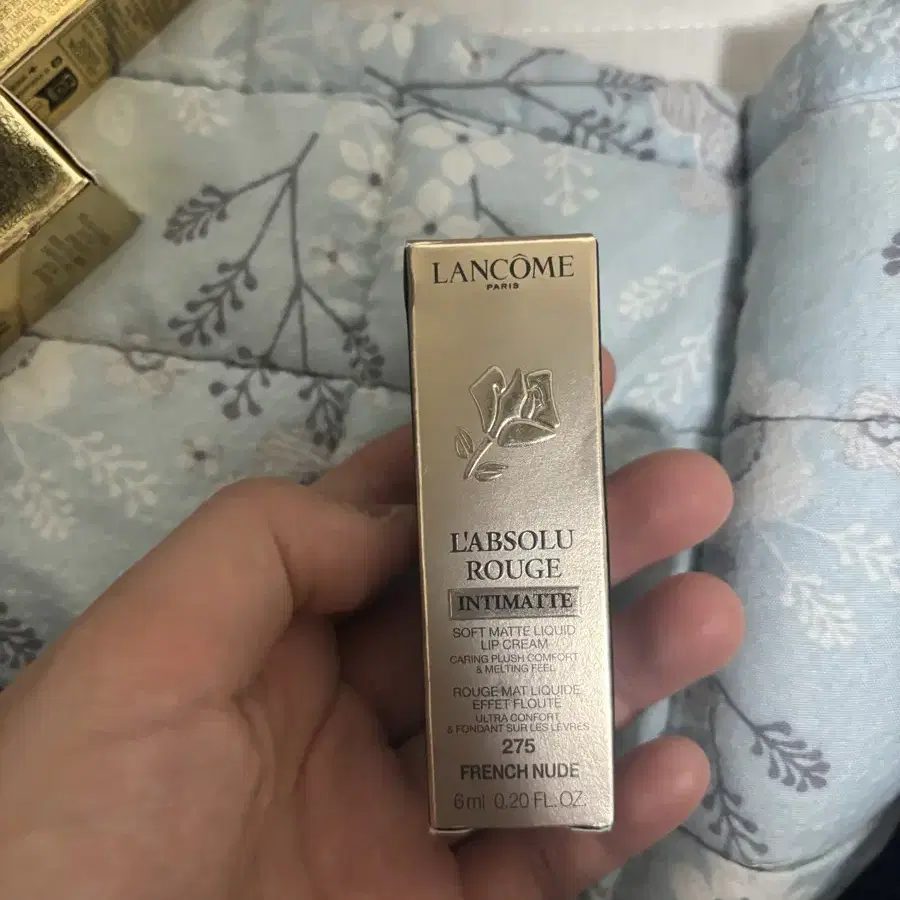 LANCÔME
PARIS
L'ABSOLU
ROUGE
INTIMATTE
SOFT MATTE LIQUID
LIP CREAM
CARING PLUSH COMFORT
& MELTING FEEL
ROUGE MAT LIQUIDE
EFFET FLOUTE
ULTRA CONFORT
& FONDANT SUR LES LÈVRES
275
FRENCH NUDE
6 ml 0.20 FL. OZ.